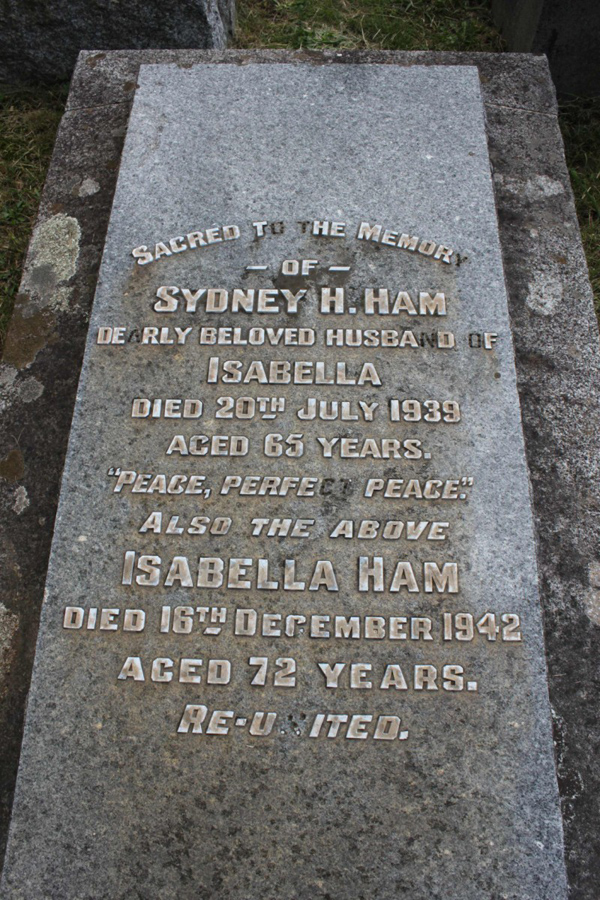 SACRED TO THE MEMORY
– OF –
SYDNEY H. HAM
DEARLY BELOVED HUSBAND OF
ISABELLA
DIED 20TH JULY 1939
AGED 65 YEARS.
"PEACE, PERFECT PEACE."
ALSO THE ABOVE
ISABELLA HAM
DIED 16TH DECEMBER 1942
AGED 72 YEARS.
RE-UNITED.